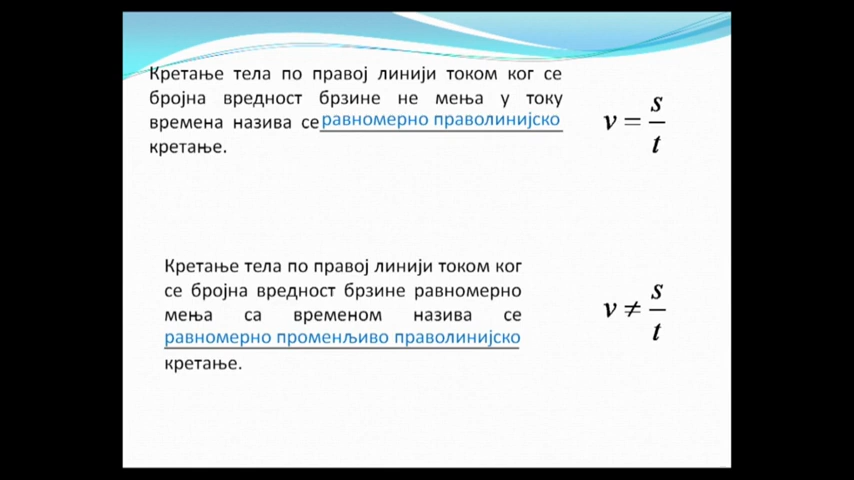 Кретање тела по правој линији током ког се
бројна вредност брзине не мења у току
времена назива се равномерно праволинијско
кретање.
v = s/t
Кретање тела по правој линији током ког
се бројна вредност брзине равномерно
мења са временом назива се
равномерно променљиво праволинијско
кретање.
v ≠ s/t